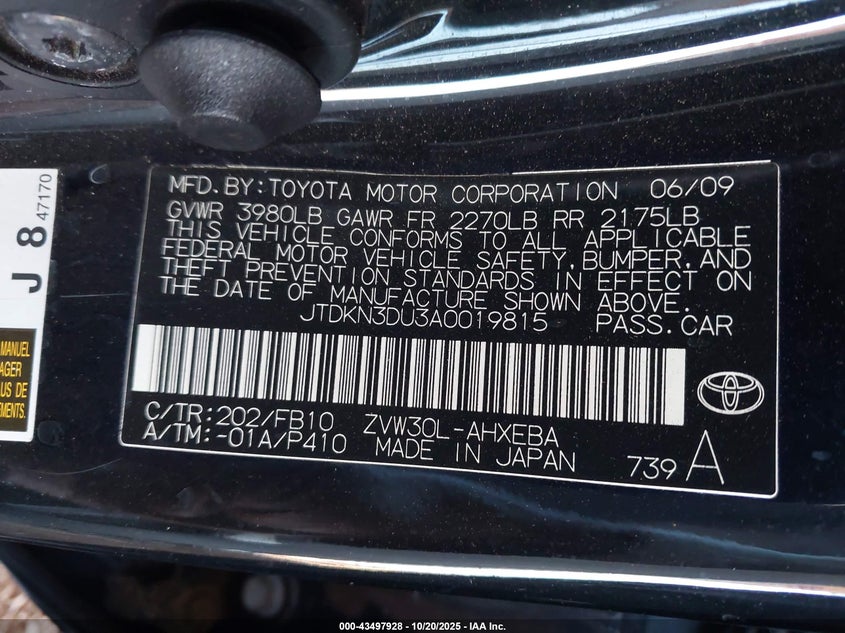 MFD. BY: TOYOTA MOTOR CORPORATION 06/09
GVWR 3980LB GAWR FR 2270LB RR 2175LB
THIS VEHICLE CONFORMS TO ALL APPLICABLE
FEDERAL MOTOR VEHICLE SAFETY, BUMPER, AND
THEFT PREVENTION STANDARDS IN EFFECT ON
THE DATE OF MANUFACTURE SHOWN ABOVE.
JTDKN3DU3A0019815 PASS. CAR
C/TR: 202/FB10 ZVW30L-AHXEBA
A/TM: -01A/P410 MADE IN JAPAN 739 A
J 8 47170
MANUEL
PLUS DE
000-43497928 - 10/20/2025 - IAA Inc.